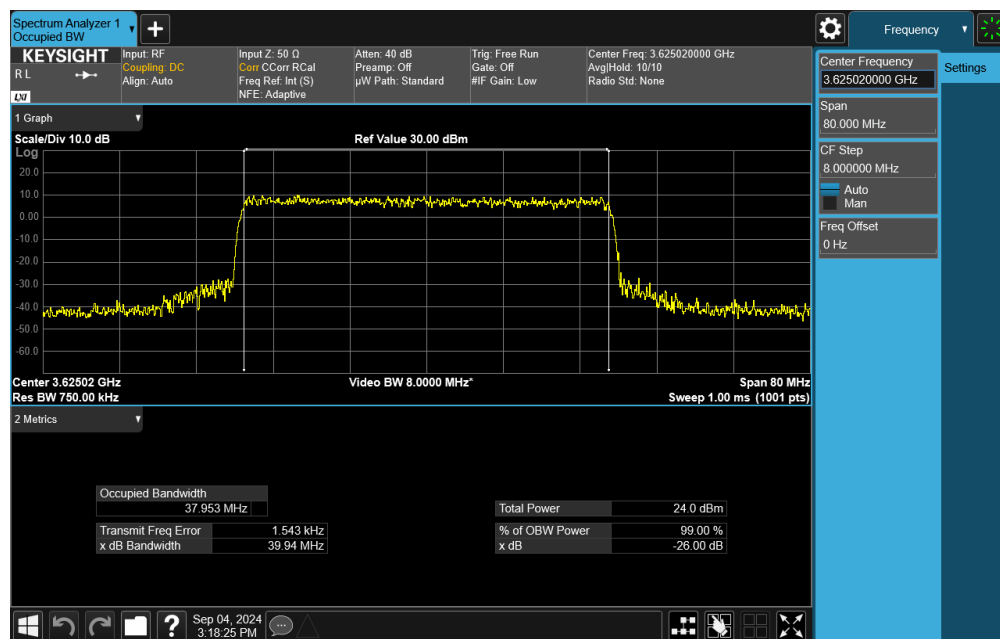 Spectrum Analyzer 1
Occupied BW
Frequency
KEYSIGHT
R L
LXI
Input: RF
Coupling: DC
Align: Auto
Input Z: 50 Ω
Corr CCorr RCal
Freq Ref: Int (S)
NFE: Adaptive
Atten: 40 dB
Preamp: Off
µW Path: Standard
Trig: Free Run
Gate: Off
#IF Gain: Low
Center Freq: 3.625020000 GHz
Avg|Hold: 10/10
Radio Std: None
Center Frequency
3.625020000 GHz
Settings
Span
80.000 MHz
CF Step
8.000000 MHz
Auto
Man
Freq Offset
0 Hz
1 Graph
Scale/Div 10.0 dB
Ref Value 30.00 dBm
Log
20.0
10.0
0.00
-10.0
-20.0
-30.0
-40.0
-50.0
-60.0
Center 3.62502 GHz
Video BW 8.0000 MHz*
Span 80 MHz
Res BW 750.00 kHz
Sweep 1.00 ms (1001 pts)
2 Metrics
Occupied Bandwidth
37.953 MHz
Transmit Freq Error 1.543 kHz
x dB Bandwidth 39.94 MHz
Total Power 24.0 dBm
% of OBW Power 99.00 %
x dB -26.00 dB
?
Sep 04, 2024
3:18:25 PM